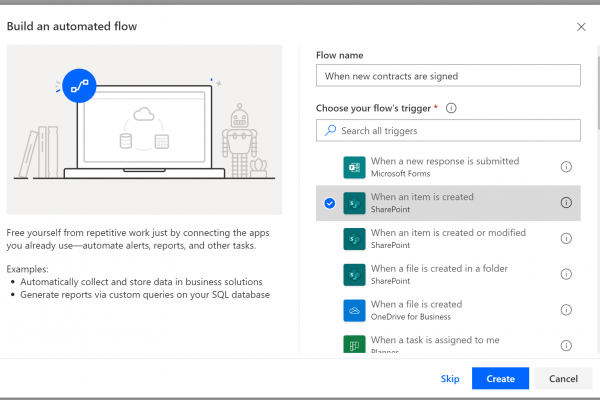 Build an automated flow
Free yourself from repetitive work just by connecting the apps
you already use—automate alerts, reports, and other tasks.
Examples:
• Automatically collect and store data in business solutions
• Generate reports via custom queries on your SQL database
Flow name
When new contracts are signed
Choose your flow's trigger *
Search all triggers
When a new response is submitted
Microsoft Forms
When an item is created
SharePoint
When an item is created or modified
SharePoint
When a file is created in a folder
SharePoint
When a file is created
OneDrive for Business
When a task is assigned to me
Planner
Skip
Create
Cancel